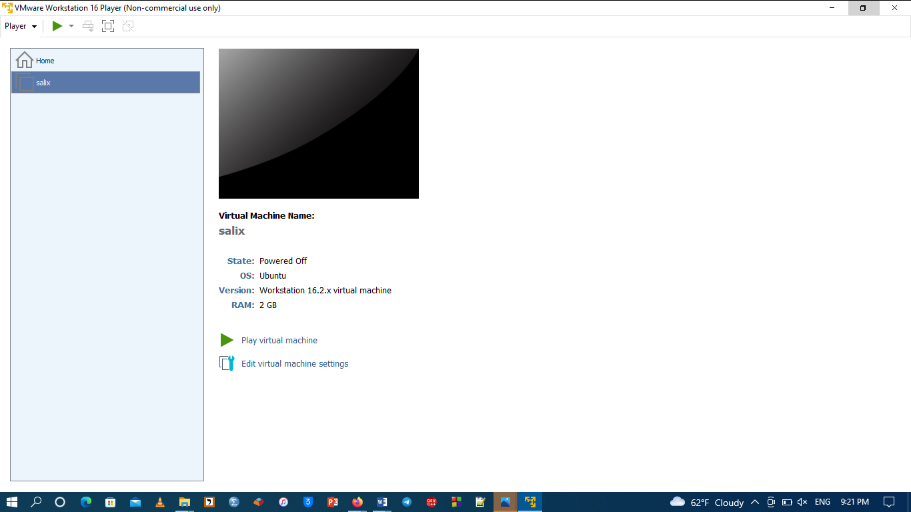 VMware Workstation 16 Player (Non-commercial use only)
Player
Home
salix
Virtual Machine Name:
salix
State: Powered Off
OS: Ubuntu
Version: Workstation 16.2.x virtual machine
RAM: 2 GB
Play virtual machine
Edit virtual machine settings
62°F Cloudy ENG 9:21 PM